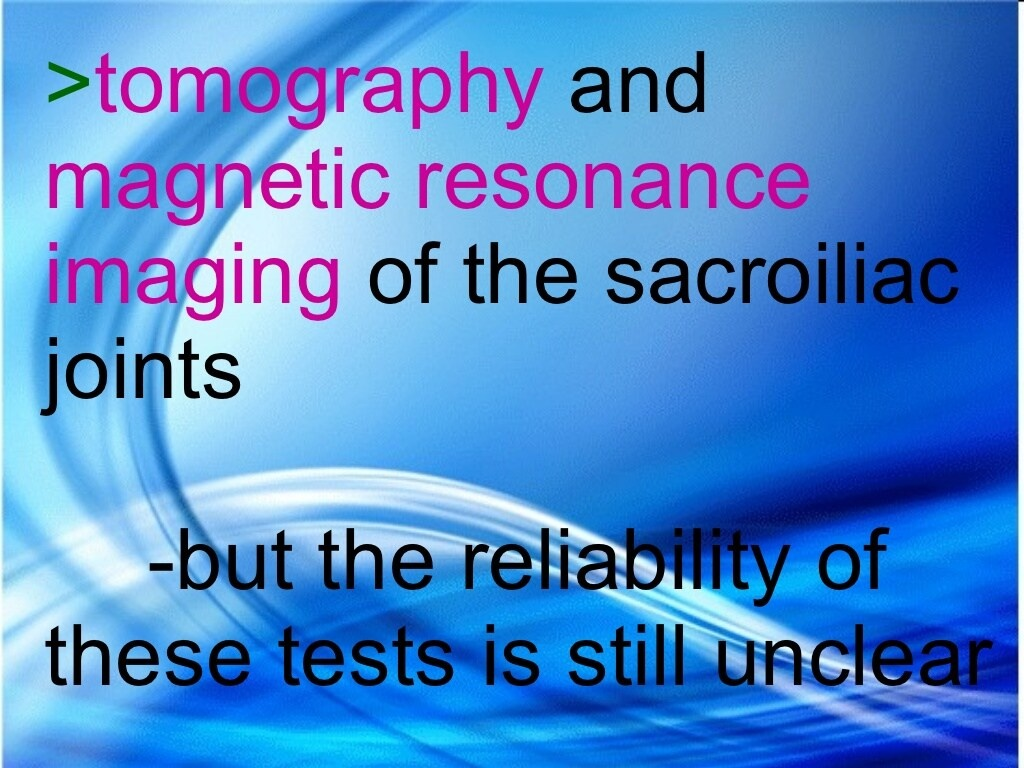 >tomography and
magnetic resonance
imaging of the sacroiliac
joints
-but the reliability of
these tests is still unclear